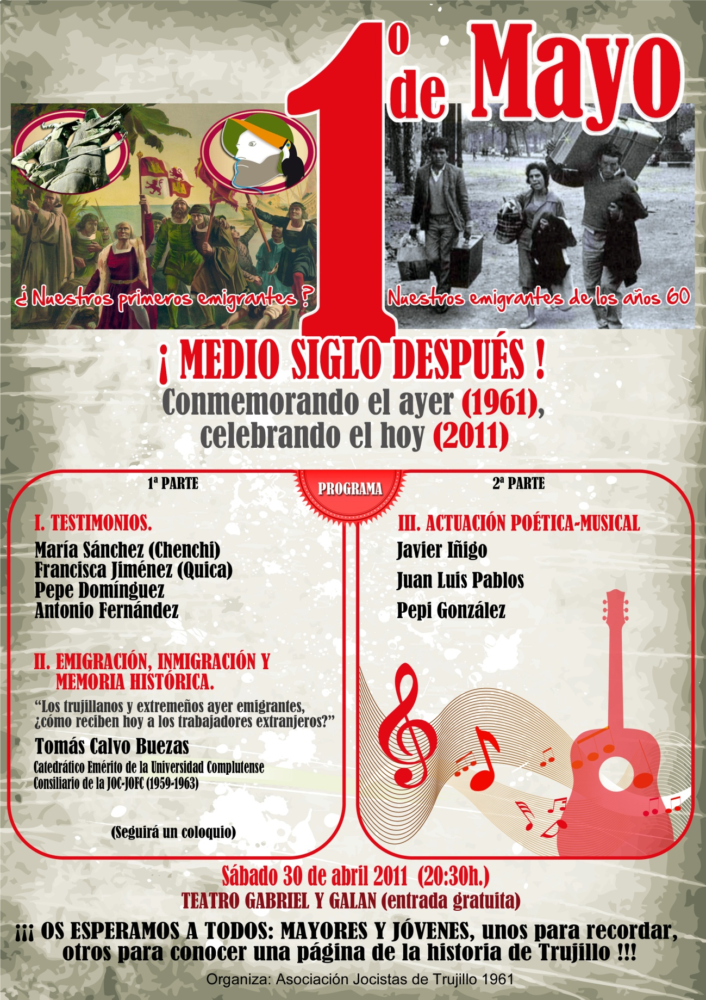 1º de Mayo
¿ Nuestros primeros emigrantes ?
Nuestros emigrantes de los años 60
¡ MEDIO SIGLO DESPUÉS !
Conmemorando el ayer (1961),
celebrando el hoy (2011)
PROGRAMA
1ª PARTE
I. TESTIMONIOS.
María Sánchez (Chenchi)
Francisca Jiménez (Quica)
Pepe Domínguez
Antonio Fernández
II. EMIGRACIÓN, INMIGRACIÓN Y
MEMORIA HISTÓRICA.
“Los trujillanos y extremeños ayer emigrantes,
¿cómo reciben hoy a los trabajadores extranjeros?”
Tomás Calvo Buezas
Catedrático Emérito de la Universidad Complutense
Consiliario de la JOC-JOFC (1959-1963)
(Seguirá un coloquio)
2ª PARTE
III. ACTUACIÓN POÉTICA-MUSICAL
Javier Iñigo
Juan Luis Pablos
Pepi González
Sábado 30 de abril 2011 (20:30h.)
TEATRO GABRIEL Y GALAN (entrada gratuita)
¡¡¡ OS ESPERAMOS A TODOS: MAYORES Y JÓVENES, unos para recordar,
otros para conocer una página de la historia de Trujillo !!!
Organiza: Asociación Jocistas de Trujillo 1961